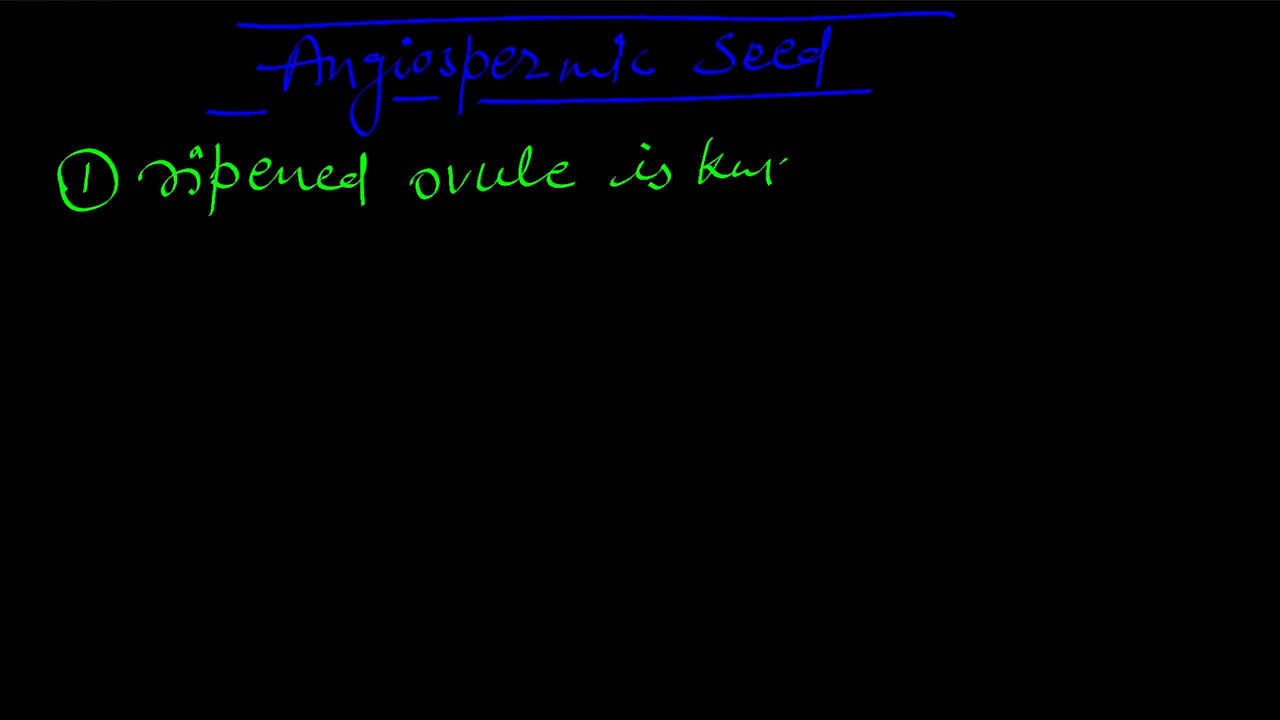 Angiospermic seed
① ripened ovule is